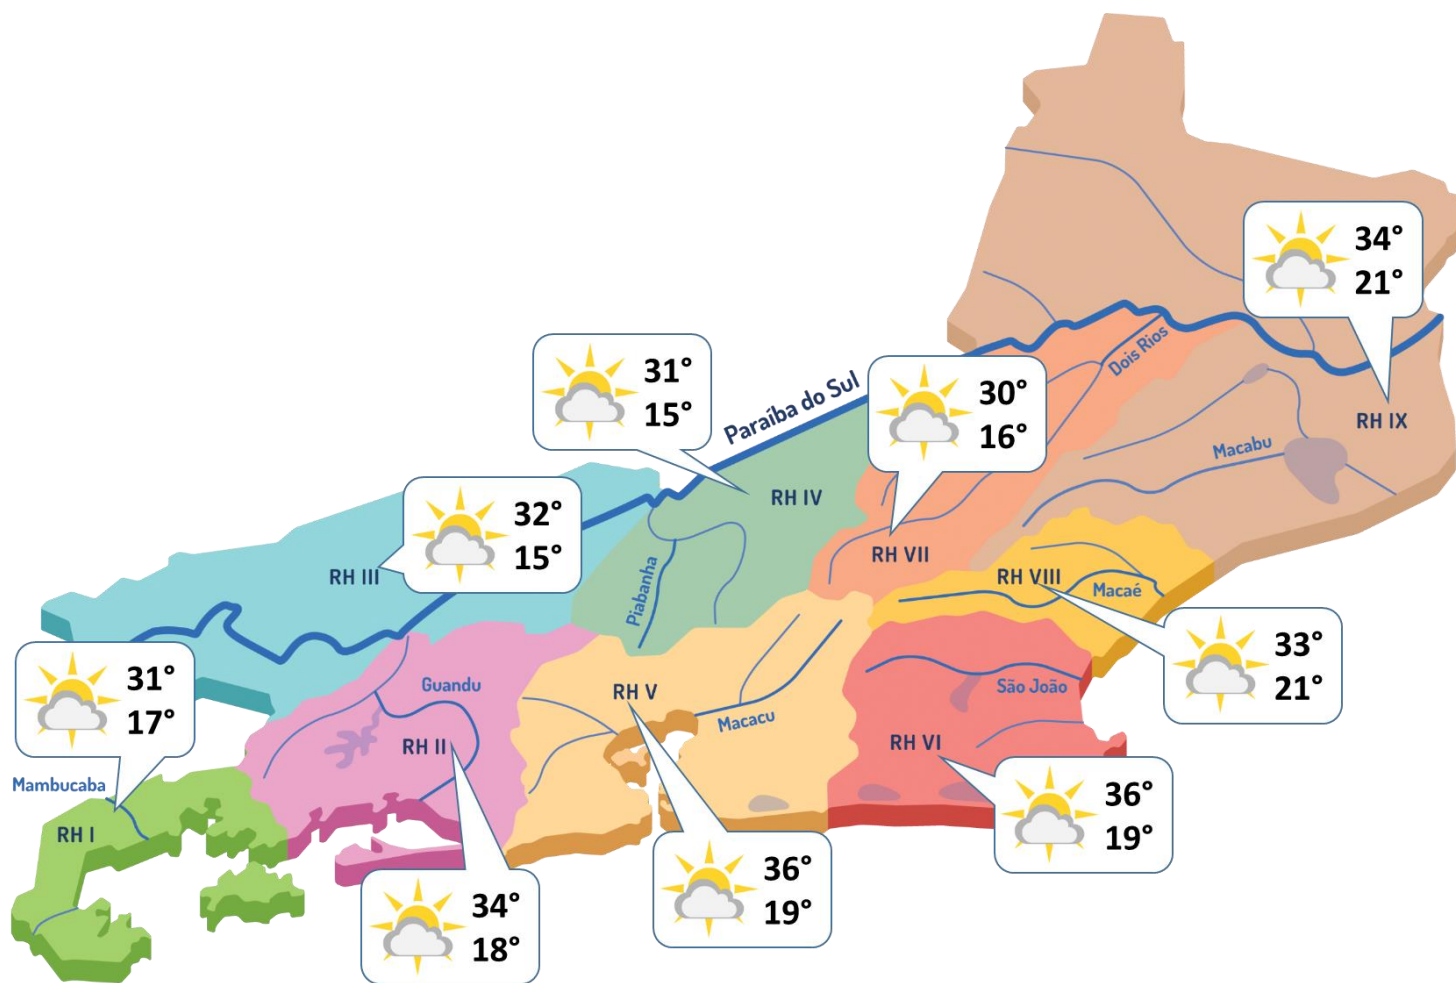 34°
21°
31°
15°
Paraíba do Sul
Dois Rios
30°
16°
RH IX
Macabu
RH IV
32°
15°
RH III
RH VII
RH VIII
Macaé
Piabanha
31°
17°
33°
21°
Guandu
RH V
São João
Macacu
RH II
RH VI
Mambucaba
RH I
36°
19°
36°
19°
34°
18°